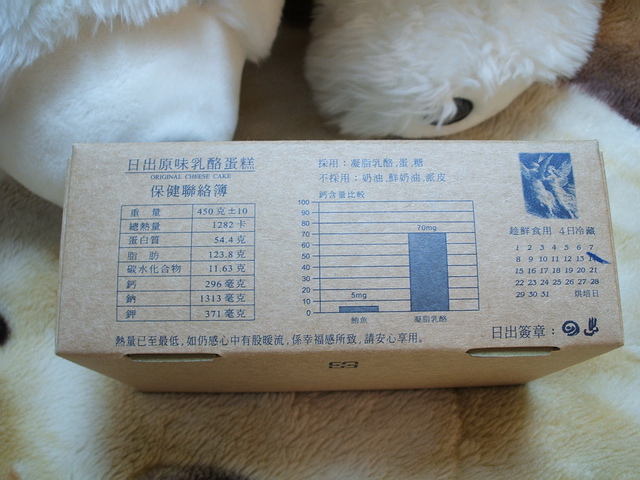 日出原味乳酪蛋糕
ORIGINAL CHEESE CAKE
保健聯絡簿
重量 450克±10
總熱量 1282卡
蛋白質 54.4克
脂肪 123.8克
碳水化合物 11.63克
鈣 296毫克
鈉 1313毫克
鉀 371毫克
採用：凝脂乳酪,蛋,糖
不採用：奶油,鮮奶油,派皮
鈣含量比較
100
90
80
70
60
50
40
30
20
10
0
5mg
70mg
鮪魚
凝脂乳酪
趁鮮食用 4日冷藏
1 2 3 4 5 6 7
8 9 10 11 12 13 14
15 16 17 18 19 20 21
22 23 24 25 26 27 28
29 30 31 烘培日
日出簽章：
熱量已至最低,如仍感心中有股暖流,係幸福感所致,請安心享用。